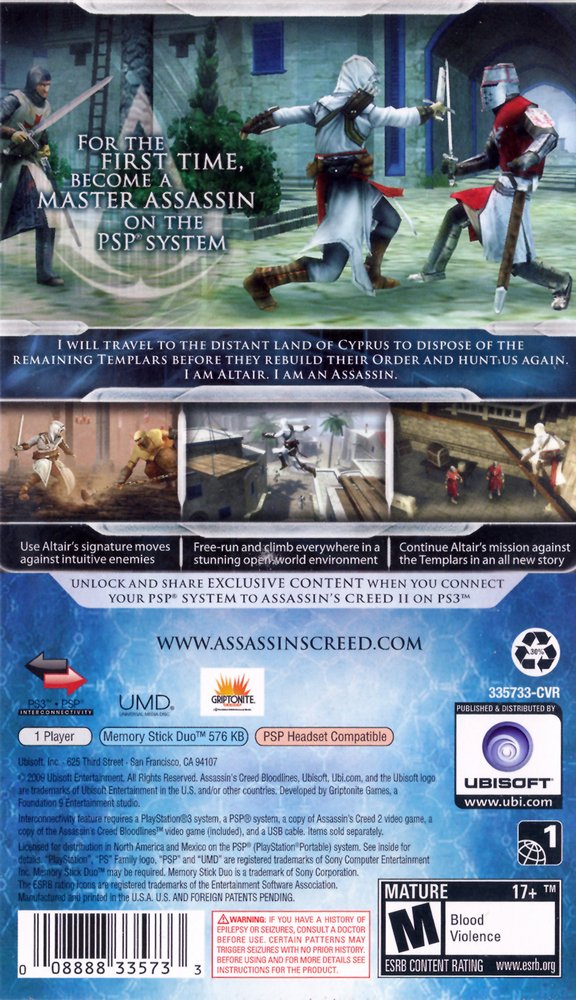 FOR THE
FIRST TIME,
BECOME A
MASTER ASSASSIN
ON THE
PSP® SYSTEM
I WILL TRAVEL TO THE DISTANT LAND OF CYPRUS TO DISPOSE OF THE
REMAINING TEMPLARS BEFORE THEY REBUILD THEIR ORDER AND HUNT US AGAIN.
I AM ALTAIR. I AM AN ASSASSIN.
Use Altair's signature moves
against intuitive enemies
Free-run and climb everywhere in a
stunning open-world environment
Continue Altair's mission against
the Templars in an all new story
UNLOCK AND SHARE EXCLUSIVE CONTENT WHEN YOU CONNECT
YOUR PSP® SYSTEM TO ASSASSIN'S CREED II ON PS3™
WWW.ASSASSINSCREED.COM
30%
335733-CVR
PS3™ • PSP®
INTERCONNECTIVITY
UMD®
UNIVERSAL MEDIA DISC
GRIPTONITE
GAMES
1 Player
Memory Stick Duo™ 576 KB
PSP Headset Compatible
PUBLISHED & DISTRIBUTED BY
UBISOFT™
www.ubi.com
Ubisoft, Inc. · 625 Third Street · San Francisco, CA 94107
© 2009 Ubisoft Entertainment. All Rights Reserved. Assassin's Creed Bloodlines, Ubisoft, Ubi.com, and the Ubisoft logo
are trademarks of Ubisoft Entertainment in the U.S. and/or other countries. Developed by Griptonite Games, a
Foundation 9 Entertainment studio.
Interconnectivity feature requires a PlayStation®3 system, a PSP® system, a copy of Assassin's Creed 2 video game, a
copy of the Assassin's Creed Bloodlines™ video game (included), and a USB cable. Items sold separately.
Licensed for distribution in North America and Mexico on the PSP® (PlayStation®Portable) system. See inside for
details. "PlayStation", "PS" Family logo, "PSP" and "UMD" are registered trademarks of Sony Computer Entertainment
Inc. Memory Stick Duo™ may be required. Memory Stick Duo is a trademark of Sony Corporation.
The ESRB rating icons are registered trademarks of the Entertainment Software Association.
Manufactured and printed in the U.S.A. U.S. AND FOREIGN PATENTS PENDING.
1
MATURE 17+ ™
M
®
Blood
Violence
ESRB CONTENT RATING www.esrb.org
0 08888 33573 3
WARNING: IF YOU HAVE A HISTORY OF
EPILEPSY OR SEIZURES, CONSULT A DOCTOR
BEFORE USE. CERTAIN PATTERNS MAY
TRIGGER SEIZURES WITH NO PRIOR HISTORY.
BEFORE USING AND FOR MORE DETAILS SEE
INSTRUCTIONS FOR THE PRODUCT.